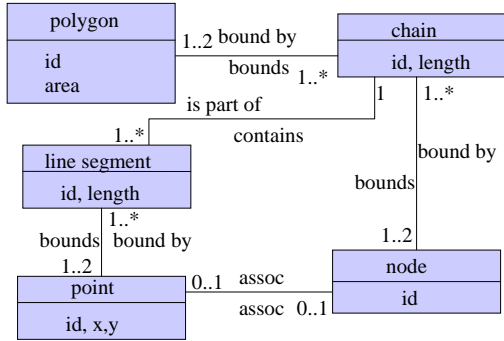 polygon
id
area
1..2
bound by
bounds
1..*
chain
id, length
is part of
1
1..*
1..*
contains
line segment
id, length
bound by
bounds
1..*
bounds
bound by
1..2
1..2
point
id, x,y
0..1
assoc
assoc
0..1
node
id